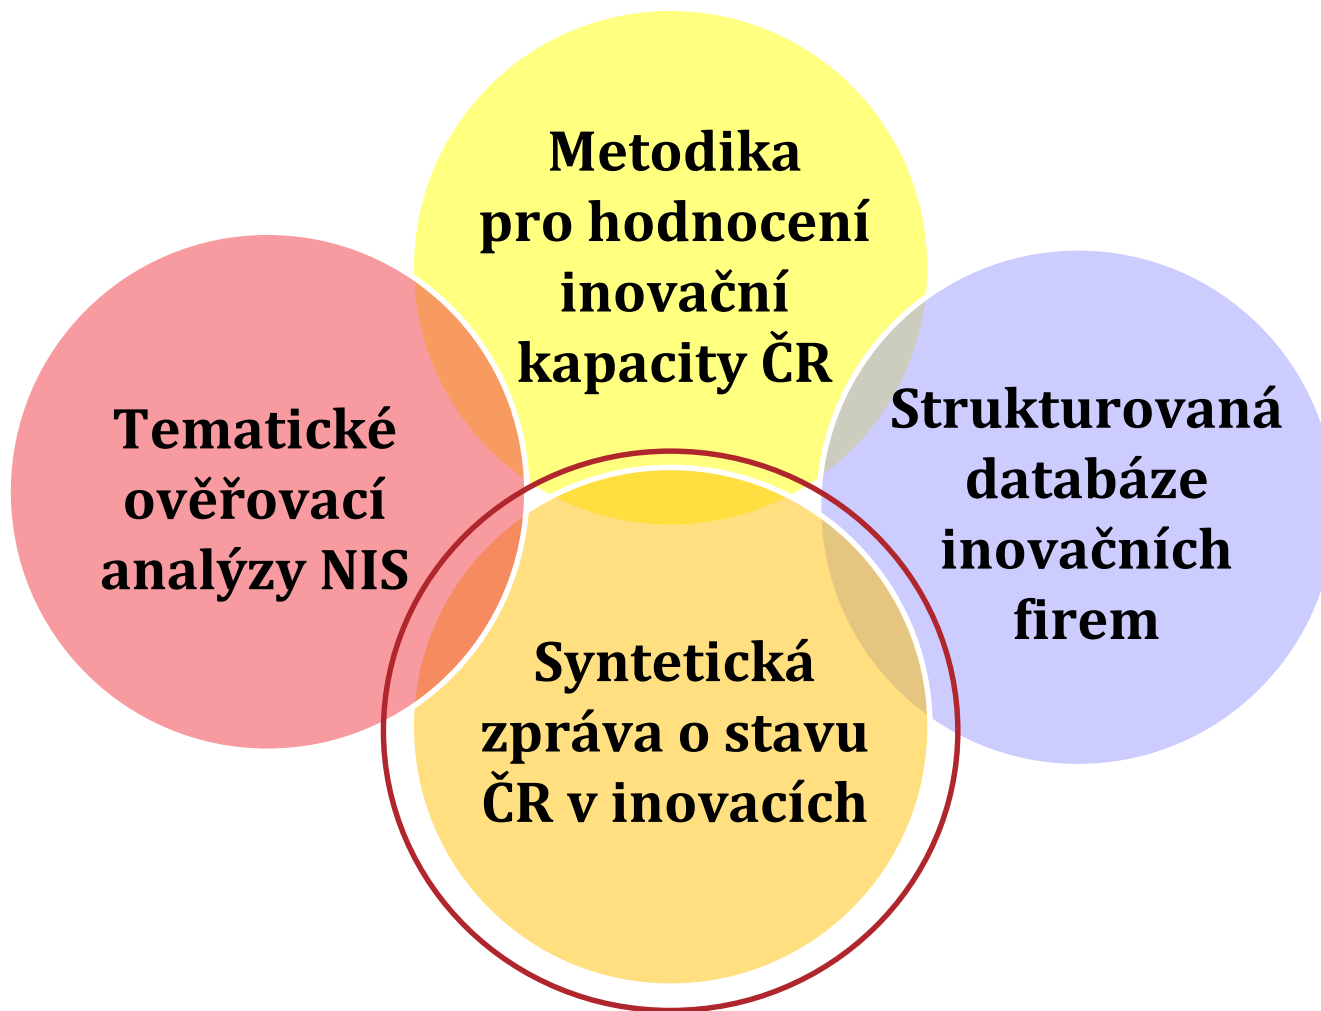 Metodika
pro hodnocení
inovační
kapacity ČR
Tematické
ověřovací
analýzy NIS
Strukturovaná
databáze
inovačních
firem
Syntetická
zpráva o stavu
ČR v inovacích